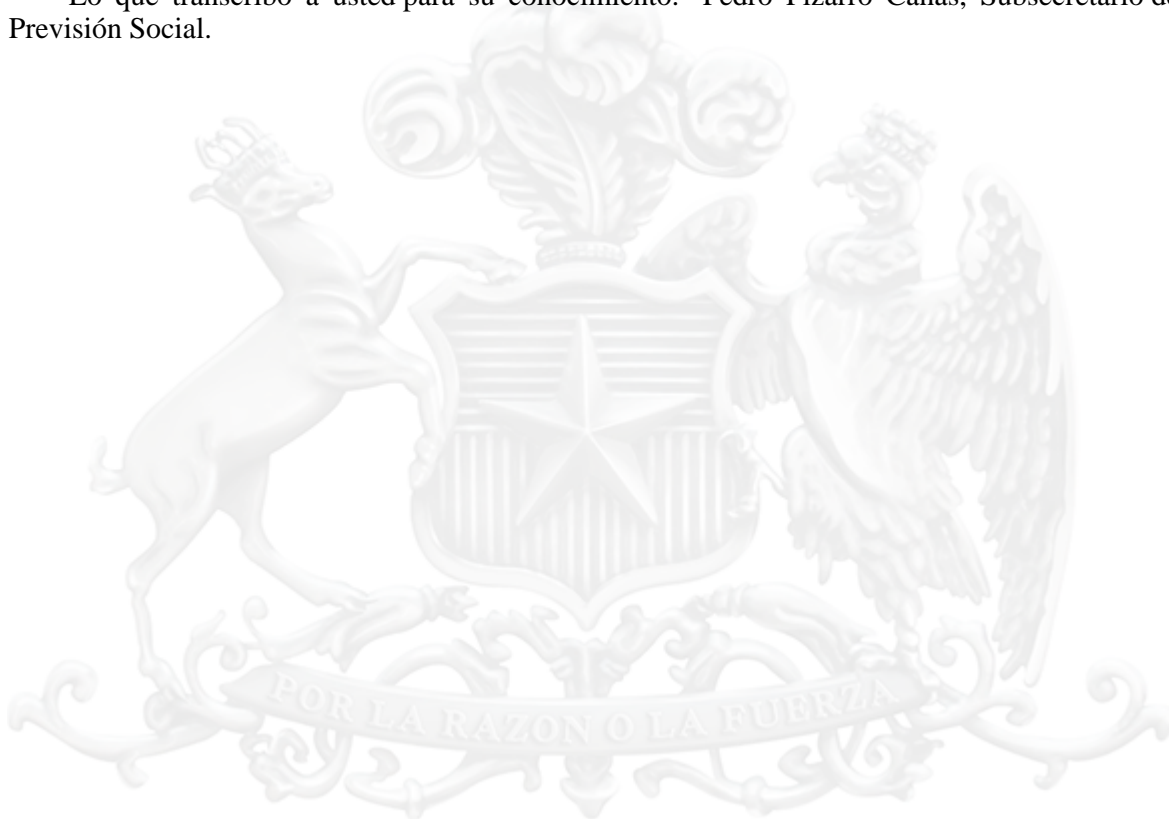 Lo que transcribo a usted para su conocimiento. Pedro Pizarro Cañas, Subsecretario de
Previsión Social.
POR LA RAZON O LA FUERZA